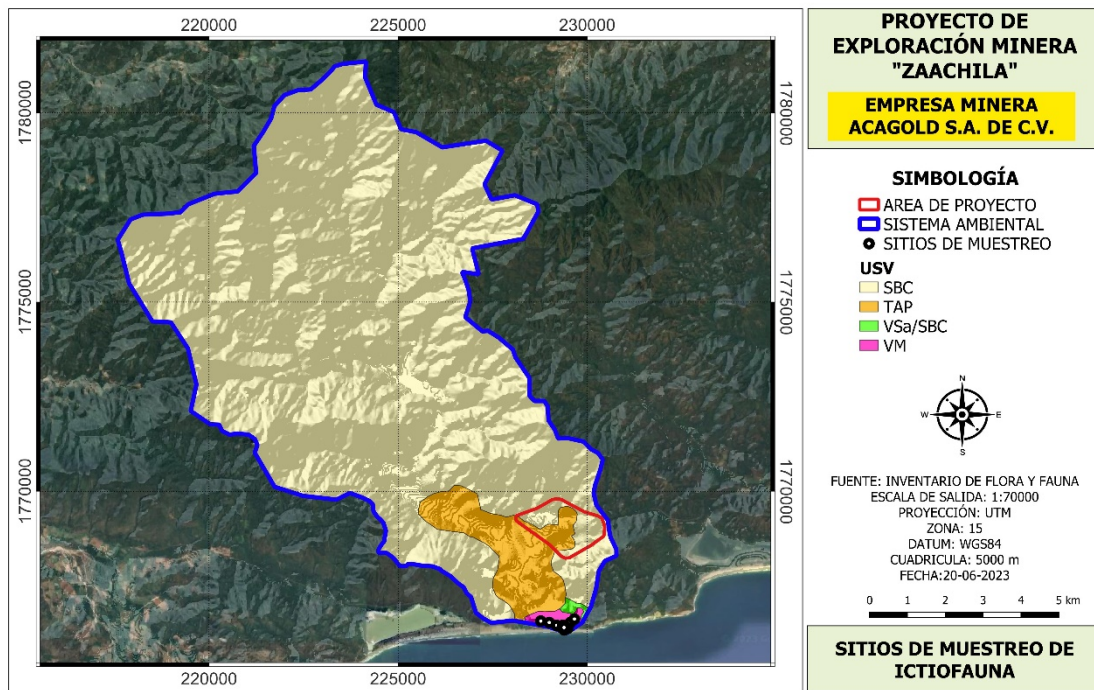 220000
225000
230000
1780000
1780000
1775000
1775000
1770000
1770000
220000
225000
230000
PROYECTO DE
EXPLORACIÓN MINERA
"ZAACHILA"
EMPRESA MINERA
ACAGOLD S.A. DE C.V.
SIMBOLOGÍA
AREA DE PROYECTO
SISTEMA AMBIENTAL
SITIOS DE MUESTREO
USV
SBC
TAP
VSa/SBC
VM
N
W
E
S
FUENTE: INVENTARIO DE FLORA Y FAUNA
ESCALA DE SALIDA: 1:70000
PROYECCIÓN: UTM
ZONA: 15
DATUM: WGS84
CUADRICULA: 5000 m
FECHA:20-06-2023
0 1 2 3 4 5 km
SITIOS DE MUESTREO DE
ICTIOFAUNA